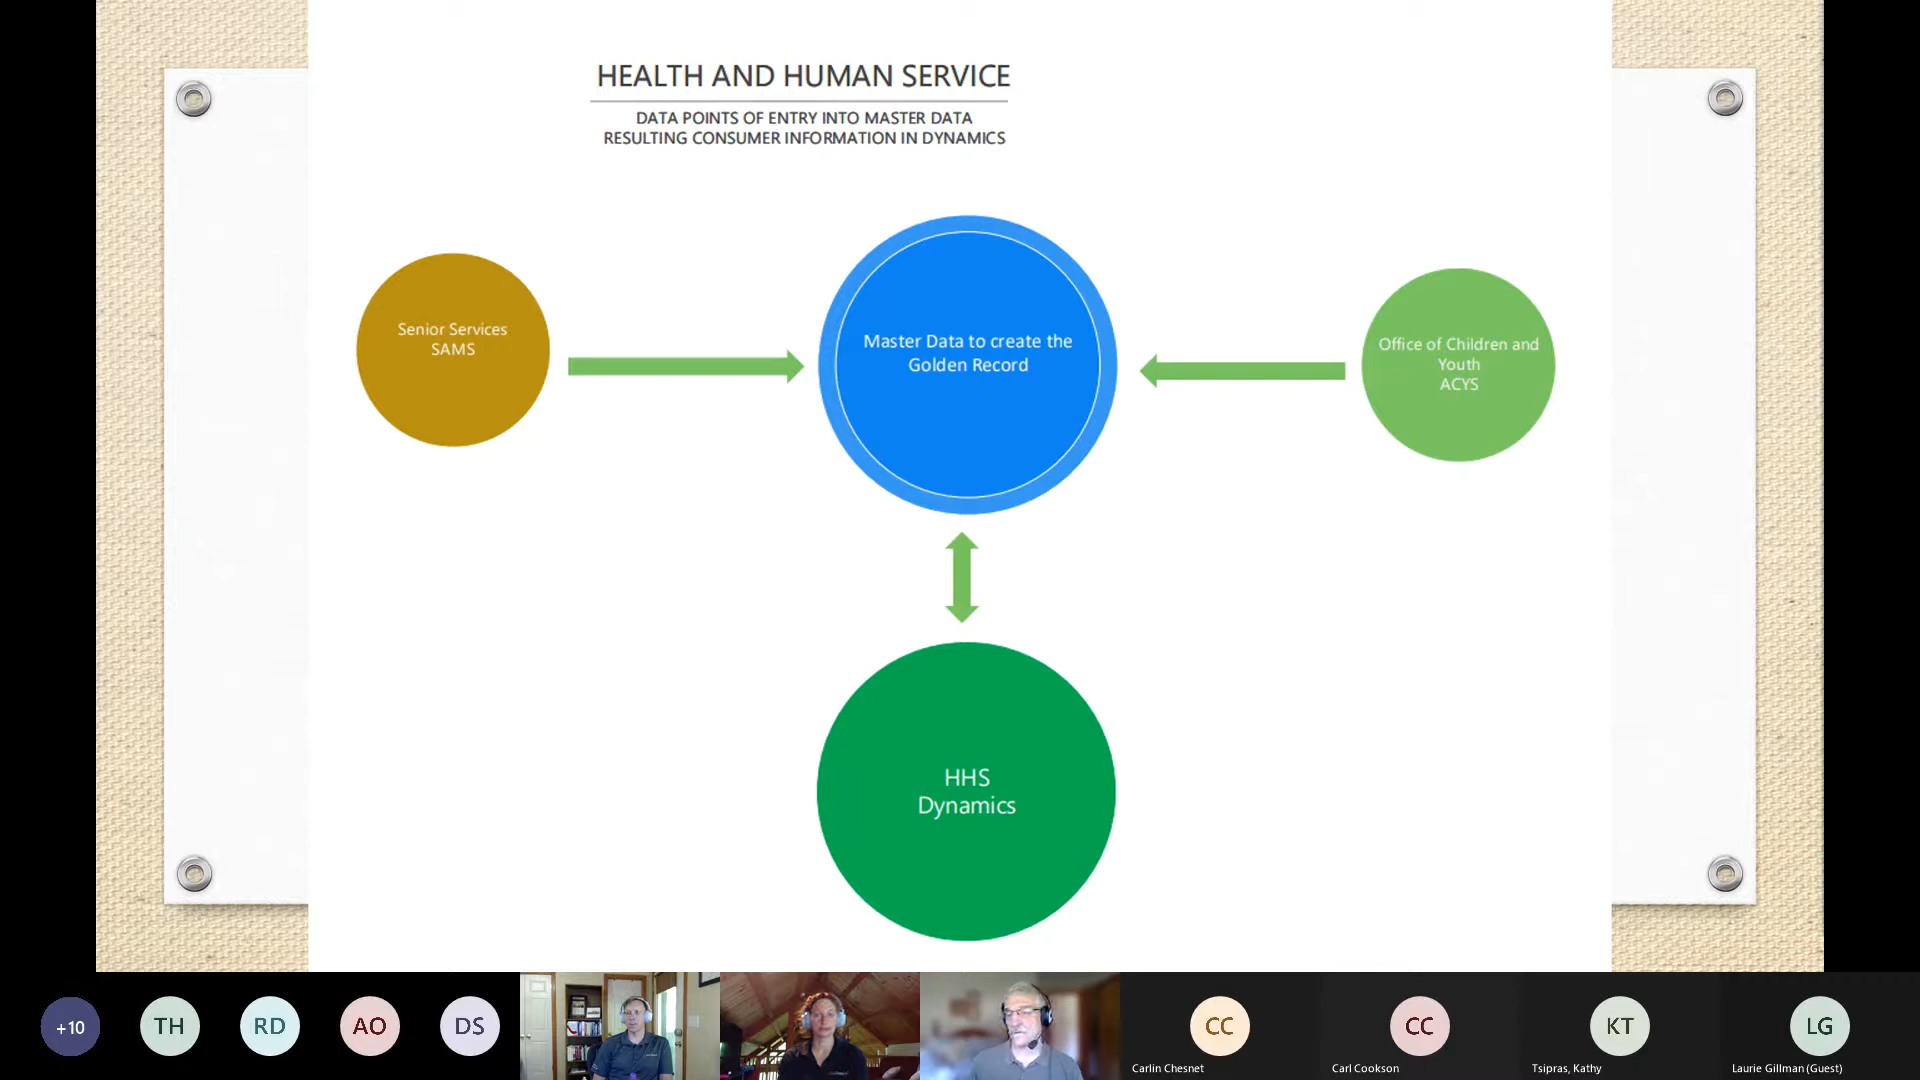 HEALTH AND HUMAN SERVICE
DATA POINTS OF ENTRY INTO MASTER DATA
RESULTING CONSUMER INFORMATION IN DYNAMICS
Senior Services
SAMS
Master Data to create the
Golden Record
Office of Children and
Youth
ACYS
HHS
Dynamics
+10
TH
RD
AO
DS
CC
Carlin Chesnet
CC
Carl Cookson
KT
Tsipras, Kathy
LG
Laurie Gillman (Guest)